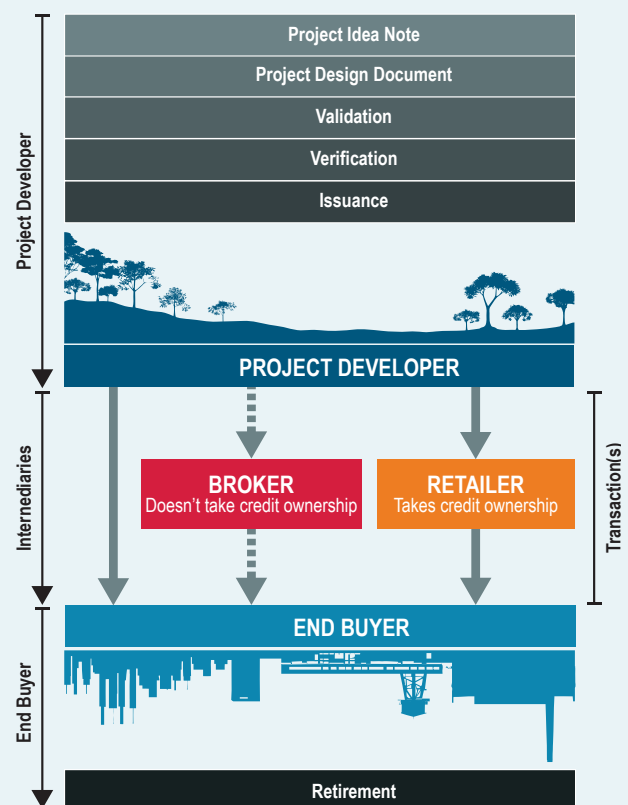 Project Idea Note
Project Design Document
Validation
Verification
Issuance
Project Developer
PROJECT DEVELOPER
Internediaries
BROKER
Doesn't take credit ownership
RETAILER
Takes credit ownership
Transaction(s)
END BUYER
End Buyer
Retirement